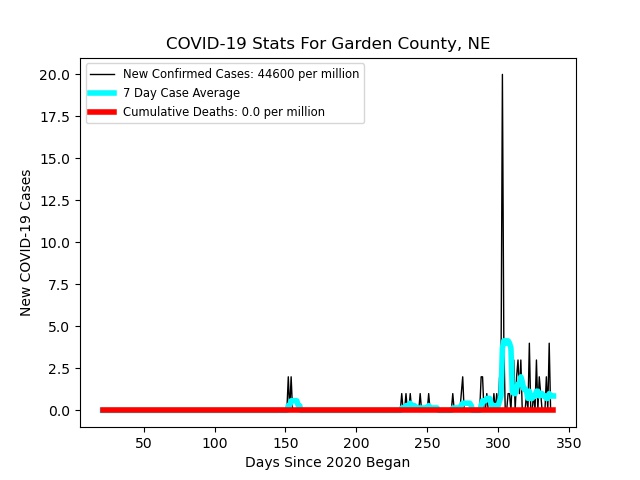 COVID-19 Stats For Garden County, NE
New Confirmed Cases: 44600 per million
7 Day Case Average
Cumulative Deaths: 0.0 per million
New COVID-19 Cases
20.0
17.5
15.0
12.5
10.0
7.5
5.0
2.5
0.0
50 100 150 200 250 300 350
Days Since 2020 Began